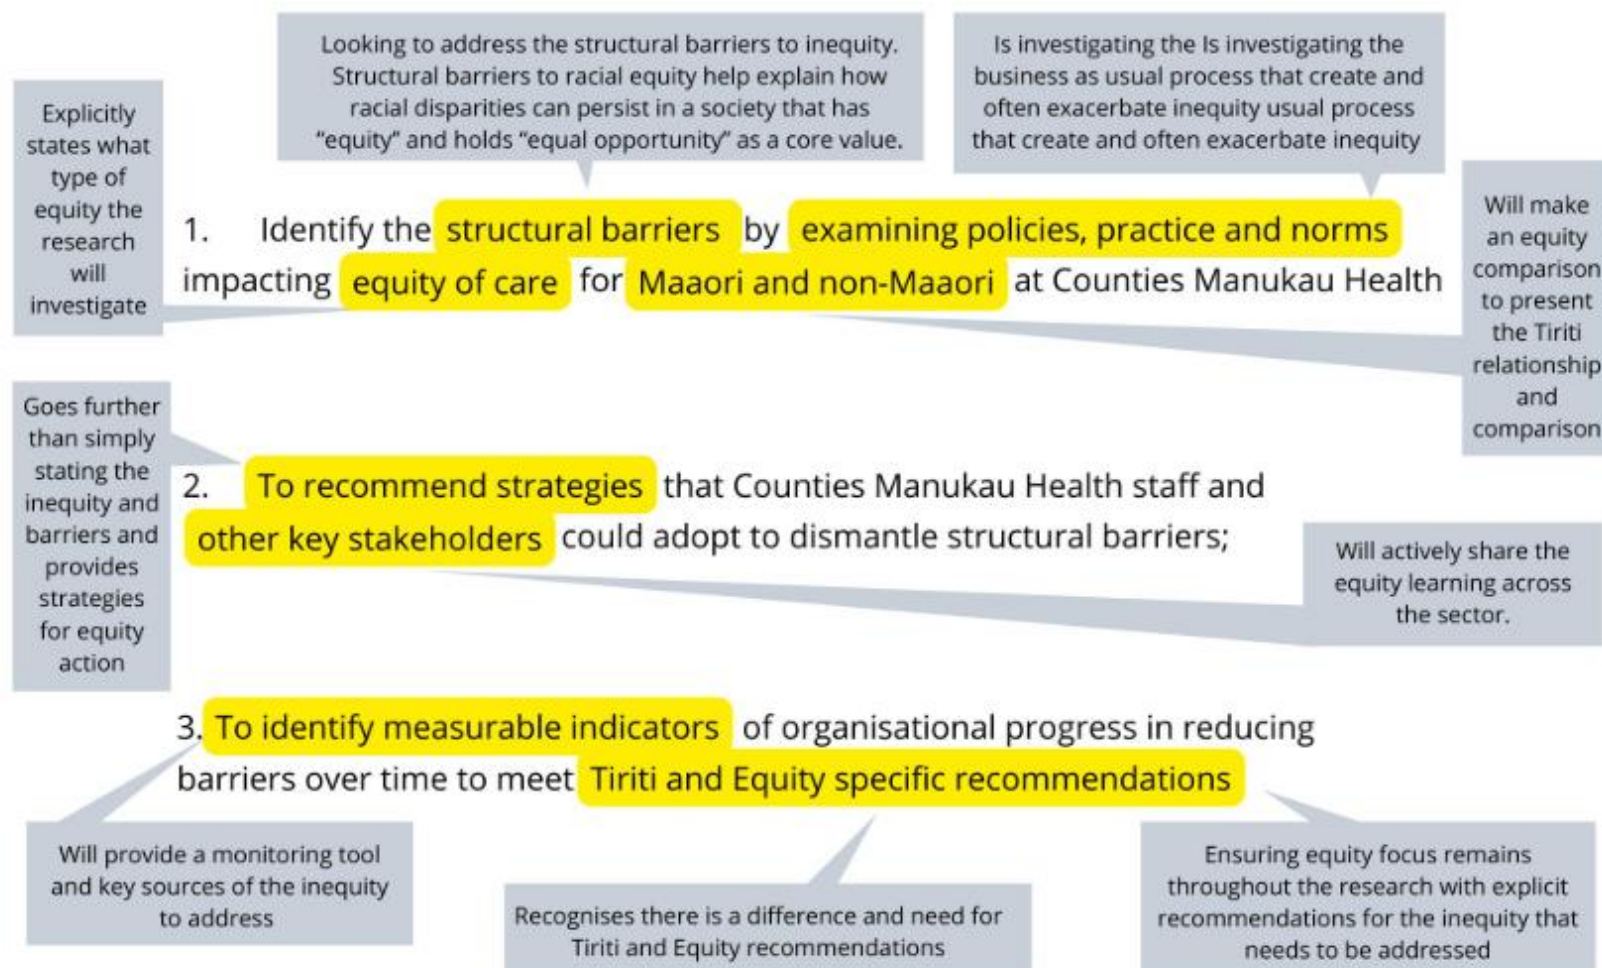 Looking to address the structural barriers to inequity.
Structural barriers to racial equity help explain how
racial disparities can persist in a society that has
“equity” and holds “equal opportunity” as a core value.
Is investigating the Is investigating the
business as usual process that create and
often exacerbate inequity usual process
that create and often exacerbate inequity
Explicitly
states what
type of
equity the
research
will
investigate
1. Identify the structural barriers by examining policies, practice and norms
impacting equity of care for Maaori and non-Maaori at Counties Manukau Health
Will make
an equity
comparison
to present
the Tiriti
relationship
and
comparison
Goes further
than simply
stating the
inequity and
barriers and
provides
strategies
for equity
action
2. To recommend strategies that Counties Manukau Health staff and
other key stakeholders could adopt to dismantle structural barriers;
Will actively share the
equity learning across
the sector.
3. To identify measurable indicators of organisational progress in reducing
barriers over time to meet Tiriti and Equity specific recommendations
Will provide a monitoring tool
and key sources of the inequity
to address
Recognises there is a difference and need for
Tiriti and Equity recommendations
Ensuring equity focus remains
throughout the research with explicit
recommendations for the inequity that
needs to be addressed